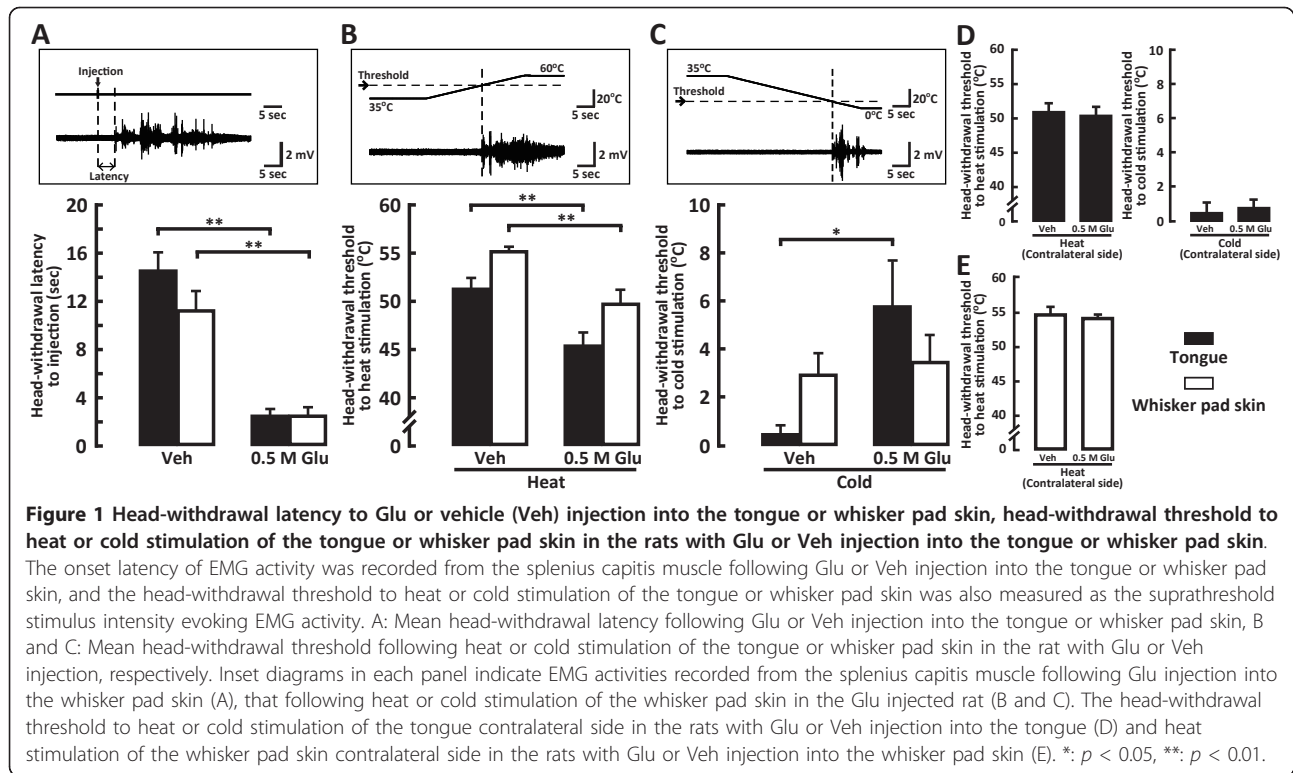 A
Injection
5 sec
2 mV
5 sec
Latency
Head-withdrawal latency
to injection (sec)
20
16
12
8
4
0
**
**
Veh
0.5 M Glu
B
Threshold
35°C
60°C
20°C
5 sec
2 mV
5 sec
Head-withdrawal threshold
to heat stimulation (°C)
60
55
50
45
40
0
**
**
Veh
0.5 M Glu
Heat
C
35°C
Threshold
0°C
20°C
5 sec
2 mV
5 sec
Head-withdrawal threshold
to cold stimulation (°C)
10
8
6
4
2
0
*
Veh
0.5 M Glu
Cold
D
Head-withdrawal threshold
to heat stimulation (°C)
60
55
50
45
40
0
Veh
0.5 M Glu
Heat
(Contralateral side)
Head-withdrawal threshold
to cold stimulation (°C)
10
8
6
4
2
0
Veh
0.5 M Glu
Cold
(Contralateral side)
E
Head-withdrawal threshold
to heat stimulation (°C)
60
55
50
45
40
0
Veh
0.5 M Glu
Heat
(Contralateral side)
Tongue
Whisker pad skin
Figure 1 Head-withdrawal latency to Glu or vehicle (Veh) injection into the tongue or whisker pad skin, head-withdrawal threshold to
heat or cold stimulation of the tongue or whisker pad skin in the rats with Glu or Veh injection into the tongue or whisker pad skin.
The onset latency of EMG activity was recorded from the splenius capitis muscle following Glu or Veh injection into the tongue or whisker pad
skin, and the head-withdrawal threshold to heat or cold stimulation of the tongue or whisker pad skin was also measured as the suprathreshold
stimulus intensity evoking EMG activity. A: Mean head-withdrawal latency following Glu or Veh injection into the tongue or whisker pad skin, B
and C: Mean head-withdrawal threshold following heat or cold stimulation of the tongue or whisker pad skin in the rat with Glu or Veh
injection, respectively. Inset diagrams in each panel indicate EMG activities recorded from the splenius capitis muscle following Glu injection into
the whisker pad skin (A), that following heat or cold stimulation of the whisker pad skin in the Glu injected rat (B and C). The head-withdrawal
threshold to heat or cold stimulation of the tongue contralateral side in the rats with Glu or Veh injection into the tongue (D) and heat
stimulation of the whisker pad skin contralateral side in the rats with Glu or Veh injection into the whisker pad skin (E). *: p < 0.05, **: p < 0.01.